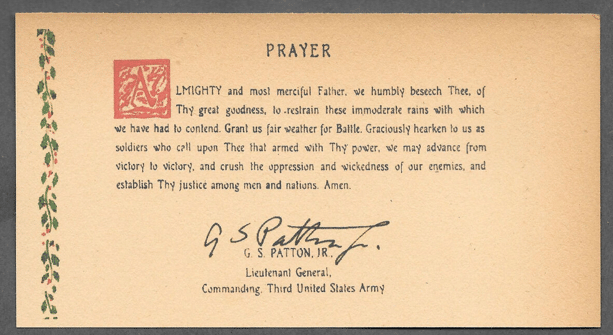 PRAYER
ALMIGHTY and most merciful Father, we humbly beseech Thee, of
Thy great goodness, to restrain these immoderate rains with which
we have had to contend. Grant us fair weather for Battle. Graciously hearken to us as
soldiers who call upon Thee that armed with Thy power, we may advance from
victory to victory, and crush the oppression and wickedness of our enemies, and
establish Thy justice among men and nations. Amen.
G S Patton Jr.
G. S. PATTON, JR.
Lieutenant General,
Commanding, Third United States Army